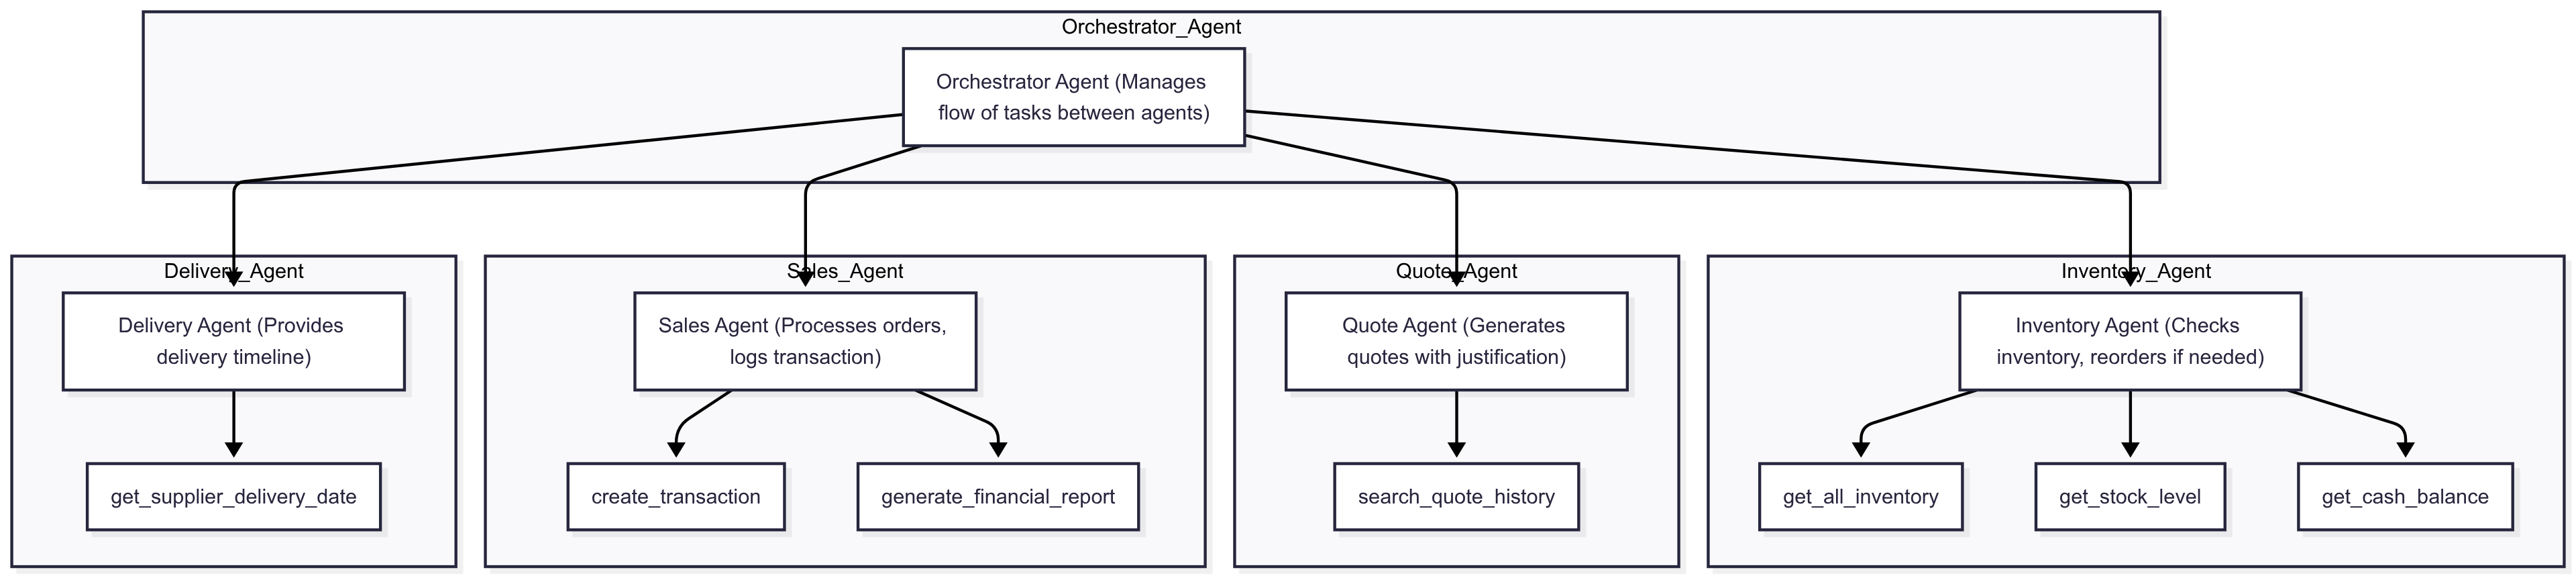 Orchestrator_Agent
Orchestrator Agent (Manages
flow of tasks between agents)
Delivery_Agent
Delivery Agent (Provides
delivery timeline)
get_supplier_delivery_date
Sales_Agent
Sales Agent (Processes orders,
logs transaction)
create_transaction
generate_financial_report
Quote_Agent
Quote Agent (Generates
quotes with justification)
search_quote_history
Inventory_Agent
Inventory Agent (Checks
inventory, reorders if needed)
get_all_inventory
get_stock_level
get_cash_balance